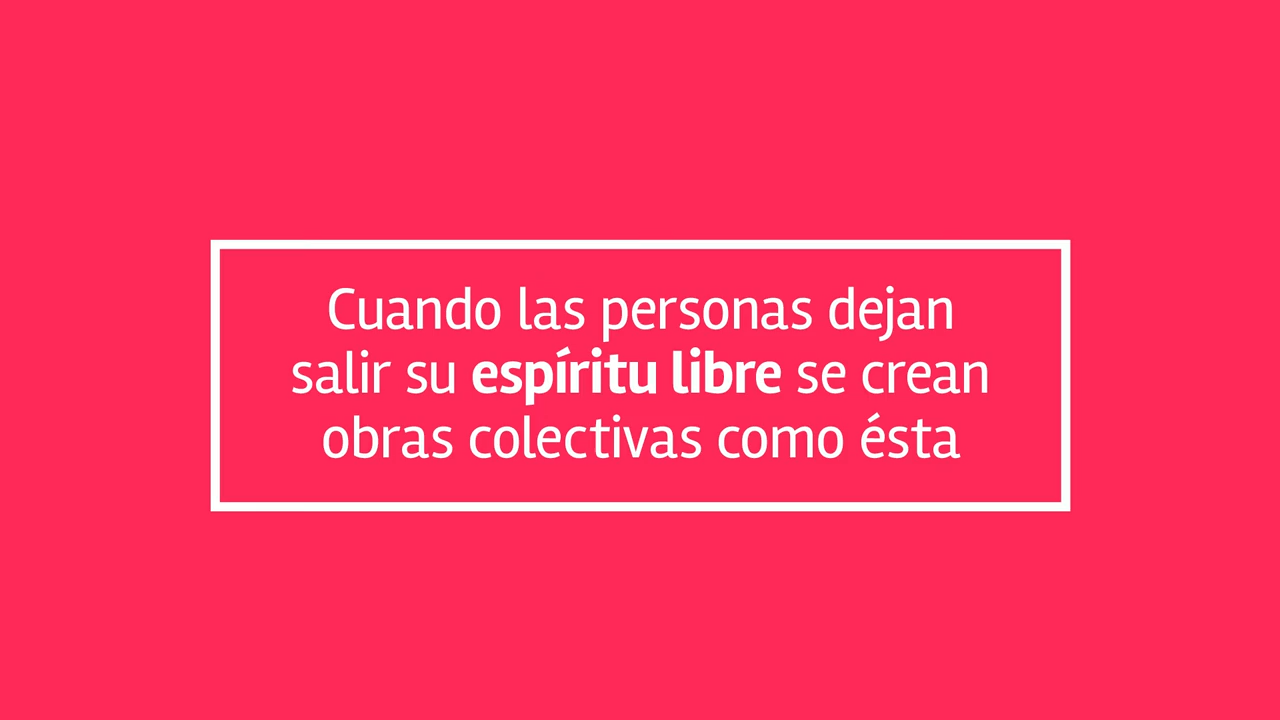 Cuando las personas dejan
salir su espíritu libre se crean
obras colectivas como ésta